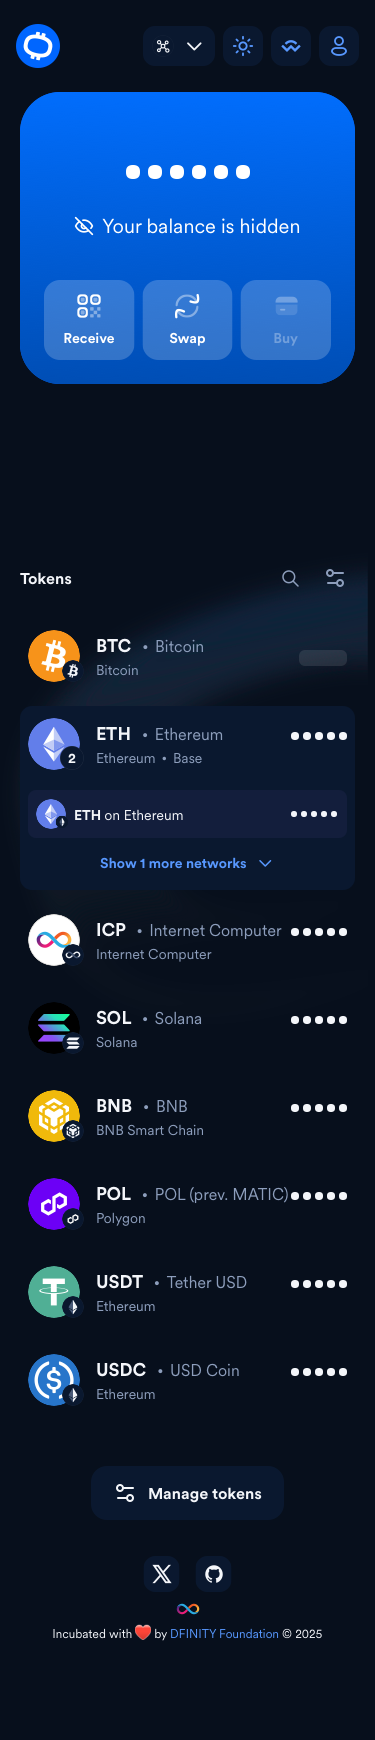 Your balance is hidden
Receive
Swap
Buy
Tokens
BTC • Bitcoin
Bitcoin
ETH • Ethereum
2
Ethereum • Base
ETH on Ethereum
Show 1 more networks
ICP • Internet Computer
Internet Computer
SOL • Solana
Solana
BNB • BNB
BNB Smart Chain
POL • POL (prev. MATIC)
Polygon
USDT • Tether USD
Ethereum
USDC • USD Coin
Ethereum
Manage tokens
Incubated with ❤️ by DFINITY Foundation © 2025